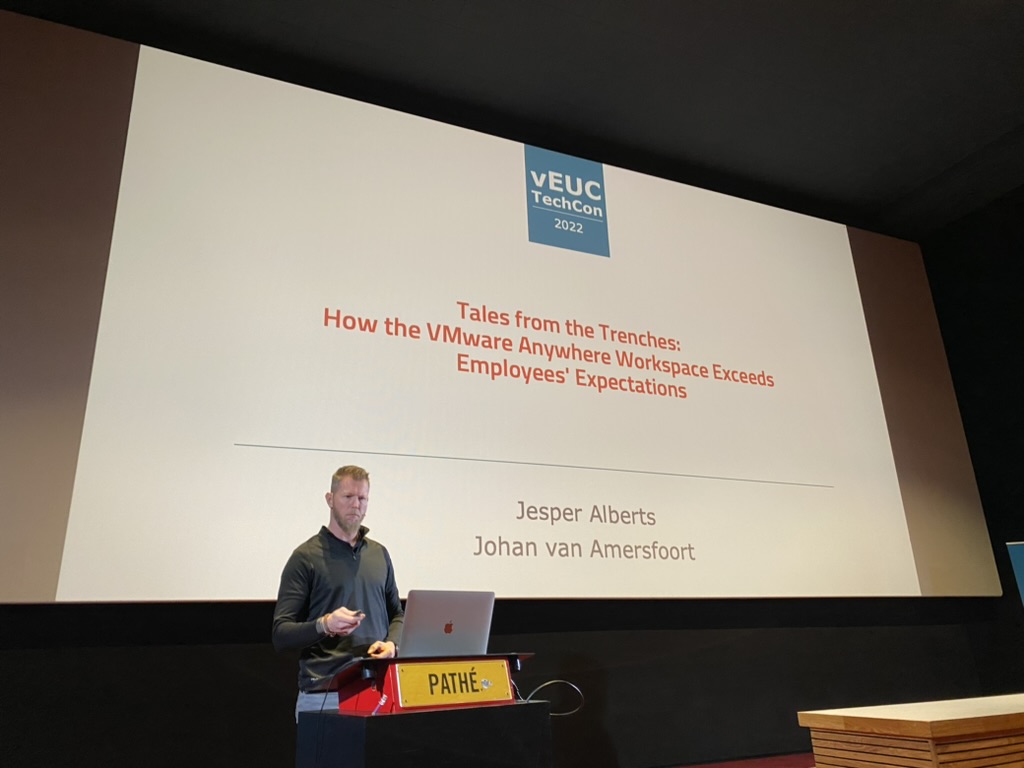 vEUC
TechCon
2022
Tales from the Trenches:
How the VMware Anywhere Workspace Exceeds
Employees' Expectations
Jesper Alberts
Johan van Amersfoort
PATHÉ